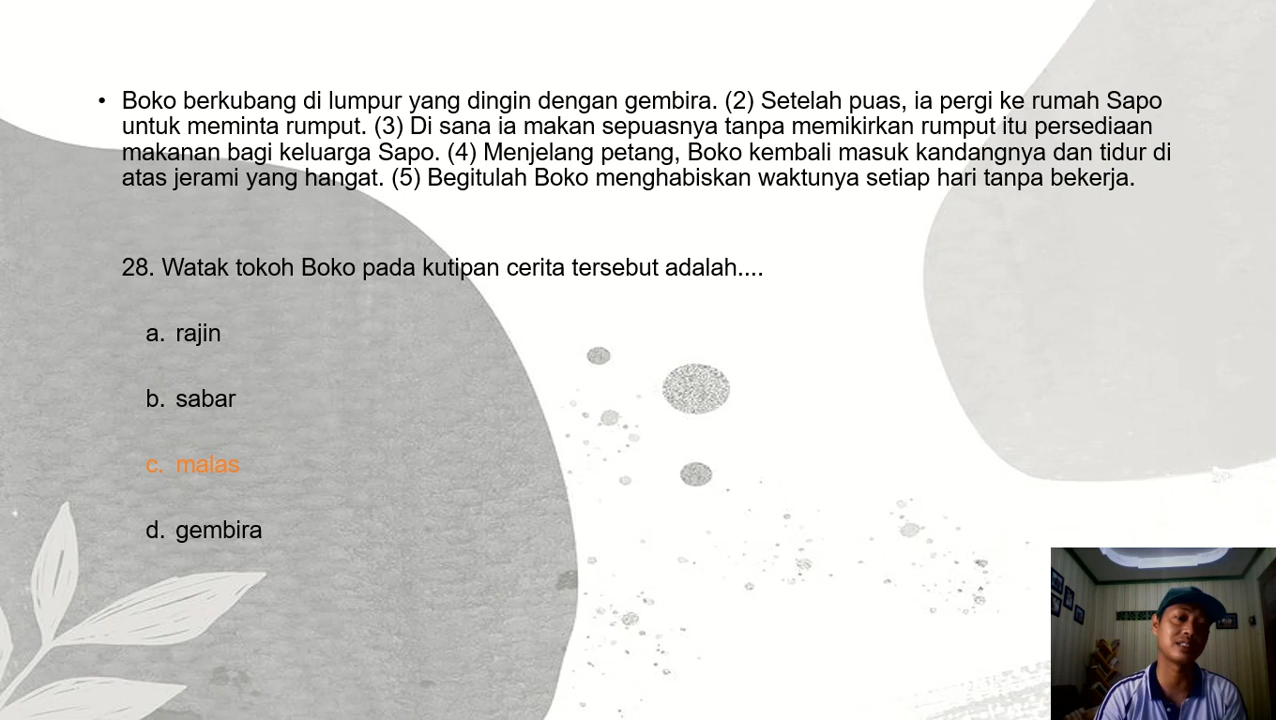 • Boko berkubang di lumpur yang dingin dengan gembira. (2) Setelah puas, ia pergi ke rumah Sapo
untuk meminta rumput. (3) Di sana ia makan sepuasnya tanpa memikirkan rumput itu persediaan
makanan bagi keluarga Sapo. (4) Menjelang petang, Boko kembali masuk kandangnya dan tidur di
atas jerami yang hangat. (5) Begitulah Boko menghabiskan waktunya setiap hari tanpa bekerja.
28. Watak tokoh Boko pada kutipan cerita tersebut adalah....
a. rajin
b. sabar
c. malas
d. gembira